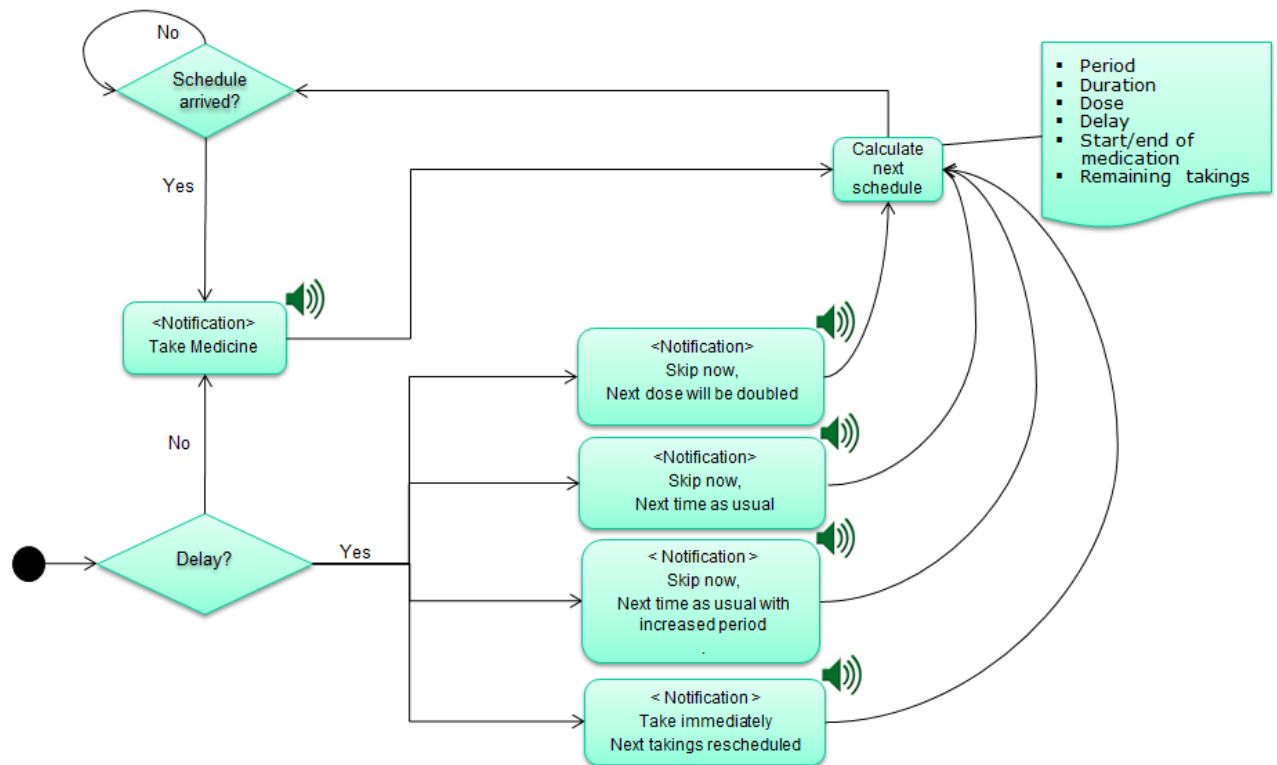 No
Schedule
arrived?
Yes
<Notification>
Take Medicine
No
Delay?
Yes
<Notification>
Skip now,
Next dose will be doubled
<Notification>
Skip now,
Next time as usual
< Notification >
Skip now,
Next time as usual with
increased period
.
< Notification >
Take immediately
Next takings rescheduled
Calculate
next
schedule
▪ Period
▪ Duration
▪ Dose
▪ Delay
▪ Start/end of
medication
▪ Remaining takings